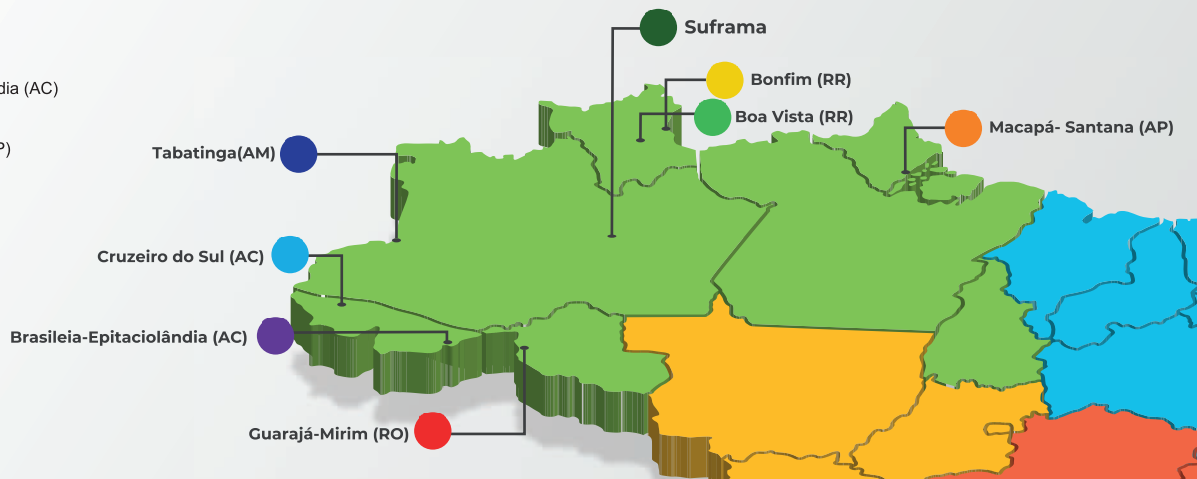 Suframa
Bonfim (RR)
dia (AC)
Boa Vista (RR)
Macapá- Santana (AP)
P)
Tabatinga(AM)
Cruzeiro do Sul (AC)
Brasileia-Epitaciolândia (AC)
Guarajá-Mirim (RO)